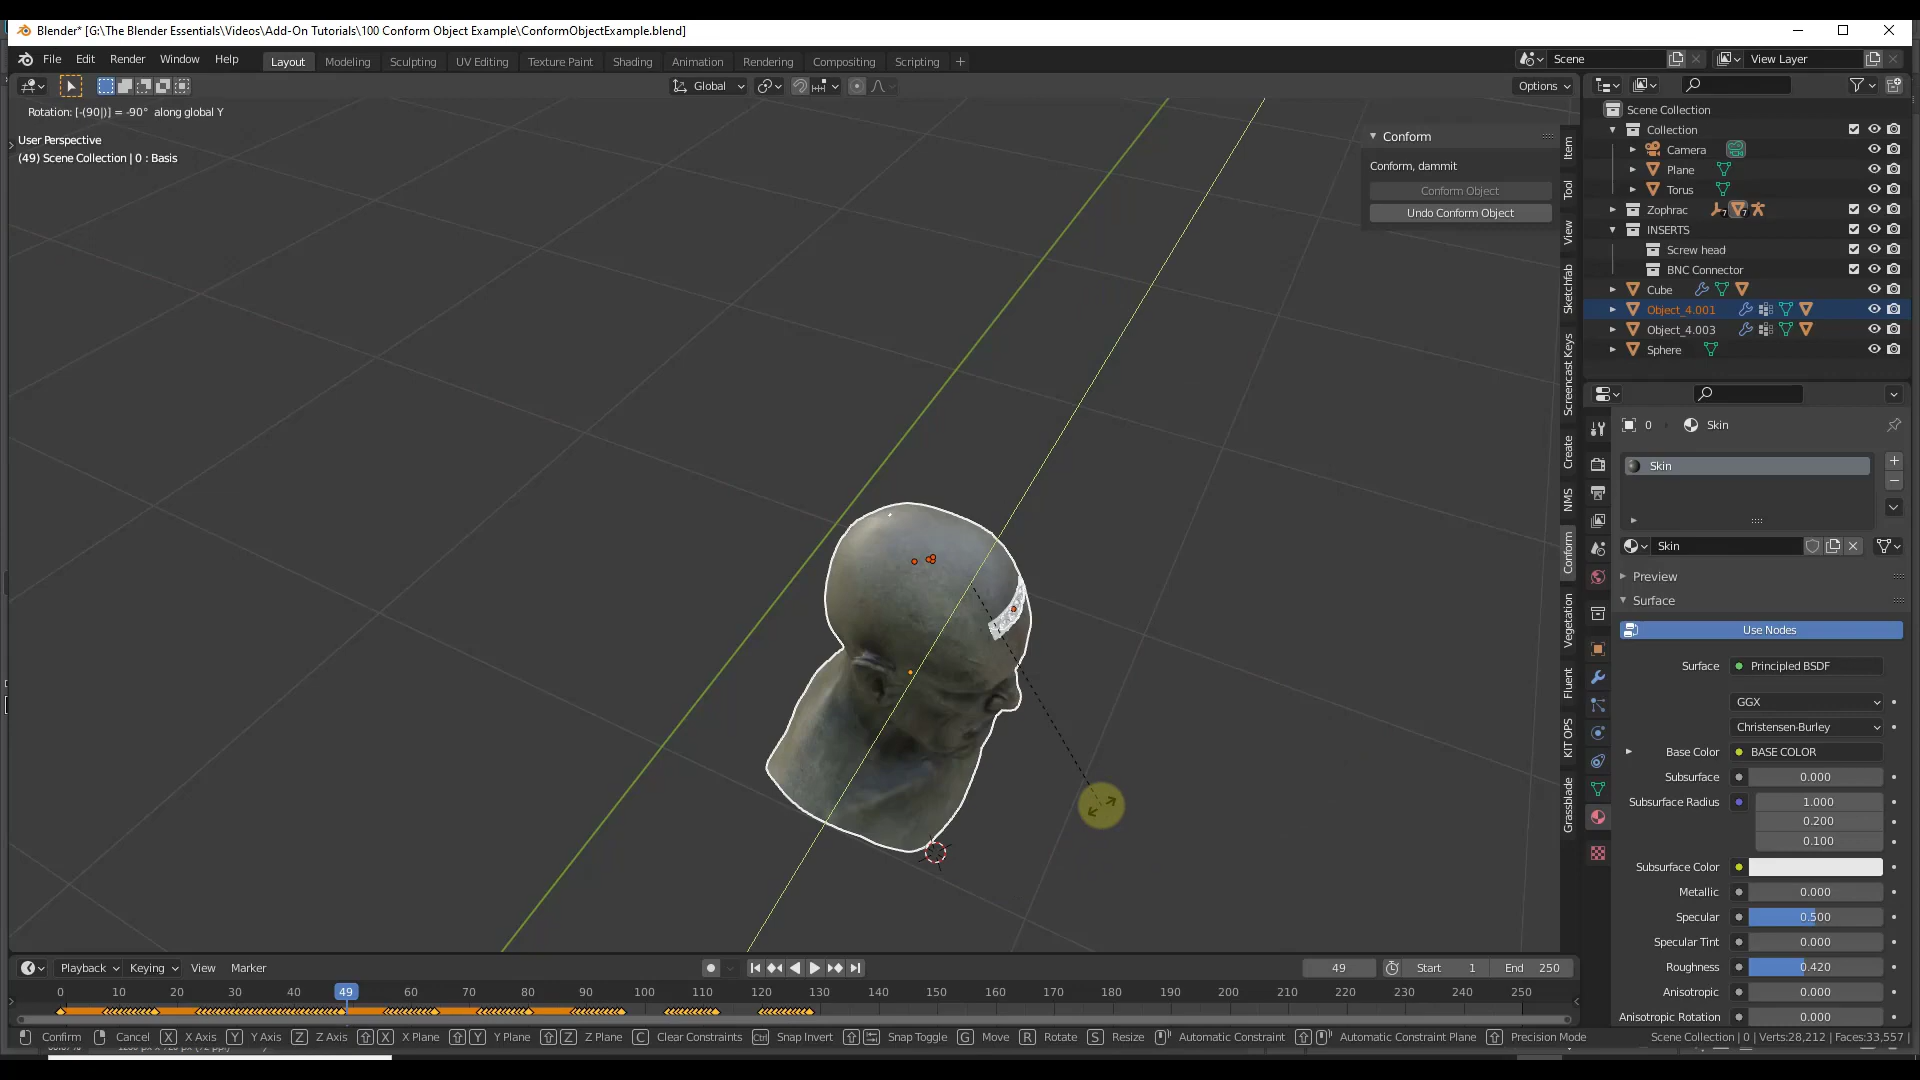 Blender* [G:\The Blender Essentials\Videos\Add-On Tutorials\100 Conform Object Example\ConformObjectExample.blend]
File Edit Render Window Help Layout Modeling Sculpting UV Editing Texture Paint Shading Animation Rendering Compositing Scripting + Scene View Layer
Global Options
Rotation: [-(90|)] = -90° along global Y
User Perspective
(49) Scene Collection | 0 : Basis
Conform
Conform, dammit
Conform Object
Undo Conform Object
Item
Tool
View
Sketchfab
Screencast Keys
Create
NMS
Conform
Vegetation
Fluent
KIT OPS
Grassblade
Scene Collection
Collection
Camera
Plane
Torus
Zophrac 7 7
INSERTS
Screw head
BNC Connector
Cube
Object_4.001
Object_4.003
Sphere
0 Skin
Skin
Skin
Preview
Surface
Use Nodes
Surface Principled BSDF
GGX
Christensen-Burley
Base Color BASE COLOR
Subsurface 0.000
Subsurface Radius 1.000
0.200
0.100
Subsurface Color
Metallic 0.000
Specular 0.500
Specular Tint 0.000
Roughness 0.420
Anisotropic 0.000
Anisotropic Rotation 0.000
Playback Keying View Marker 49 Start 1 End 250
0 10 20 30 40 49 60 70 80 90 100 110 120 130 140 150 160 170 180 190 200 210 220 230 240 250
Confirm Cancel X X Axis Y Y Axis Z Z Axis X X Plane Y Y Plane Z Z Plane C Clear Constraints Ctrl Snap Invert Snap Toggle G Move R Rotate S Resize Automatic Constraint Automatic Constraint Plane Precision Mode Scene Collection | 0 | Verts:28,212 | Faces:33,557 |